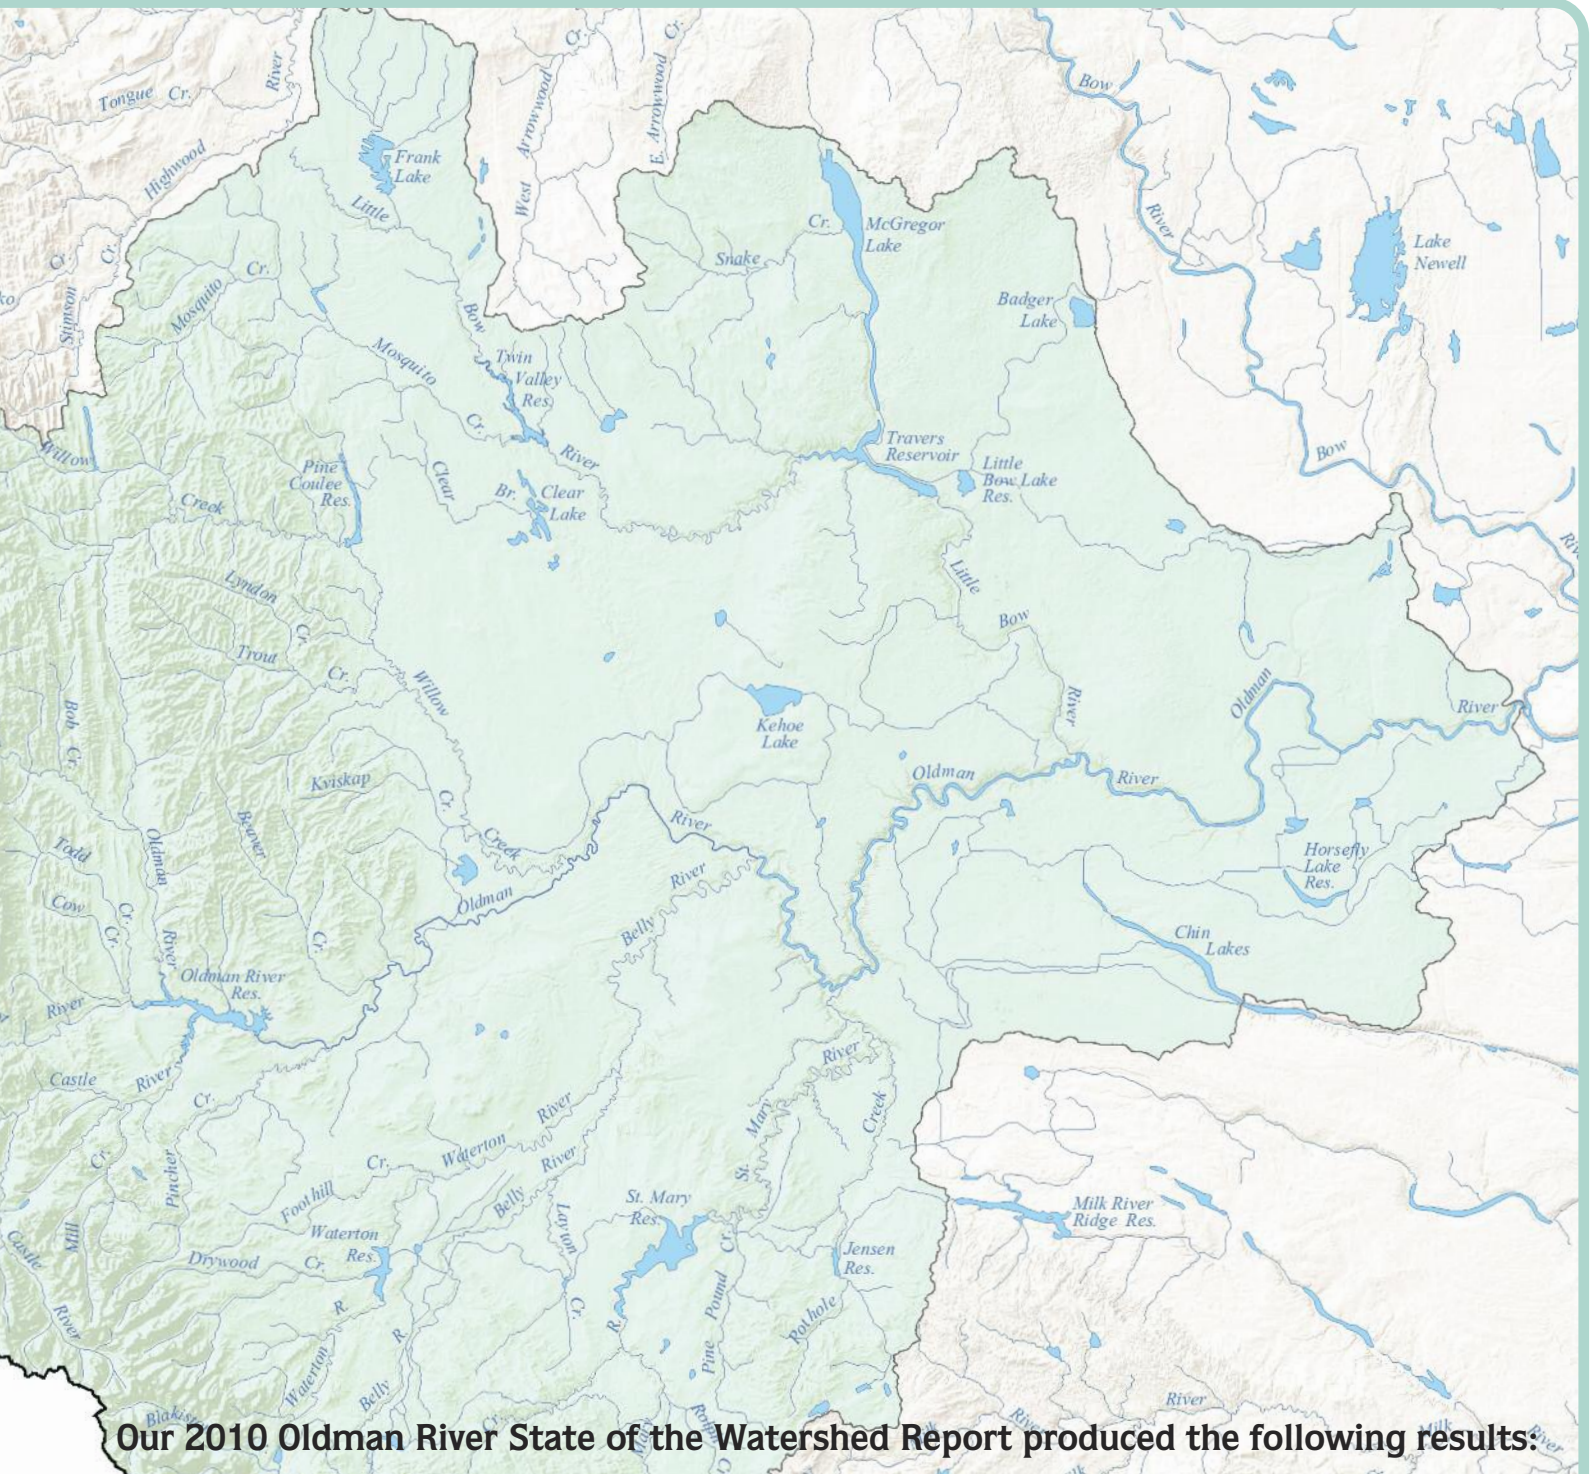 Tongue Cr.
River
Highwood
Cr.
Cr.
Stimson
West Arrowwood
Cr.
E. Arrowwood
Cr.
Frank
Lake
Little
Bow
River
Mosquito
Cr.
Mosquito
Cr.
Snake
Cr.
McGregor
Lake
Badger
Lake
Bow
River
Lake
Newell
Bow
Twin
Valley
Res.
Travers
Reservoir
Little
Bow Lake
Res.
Willow
Creek
Pine
Coulee
Res.
Clear
Br.
Clear
Lake
Little
Bow
River
Lyndon
Cr.
Trout
Cr.
Willow
Creek
Bob Cr.
Kehoe
Lake
Oldman
River
Oldman
River
Kyiskap
Cr.
Beaver
Cr.
Todd
Cr.
Cow
Cr.
Oldman
River
Oldman
River
Belly
River
Horsefly
Lake
Res.
Chin
Lakes
Oldman River
Res.
River
Castle
River
Cr.
Pincher
Cr.
Mill
Castle
River
Foothill
Cr.
Waterton
River
Belly
River
Layton
Cr.
St. Mary
River
Creek
St. Mary
Res.
Waterton
Res.
Drywood
Cr.
Waterton
R.
Belly
R.
R.
Pine Pound
Cr.
Jensen
Res.
Pothole
Milk River
Ridge Res.
River
Cr.
Our 2010 Oldman River State of the Watershed Report produced the following results: